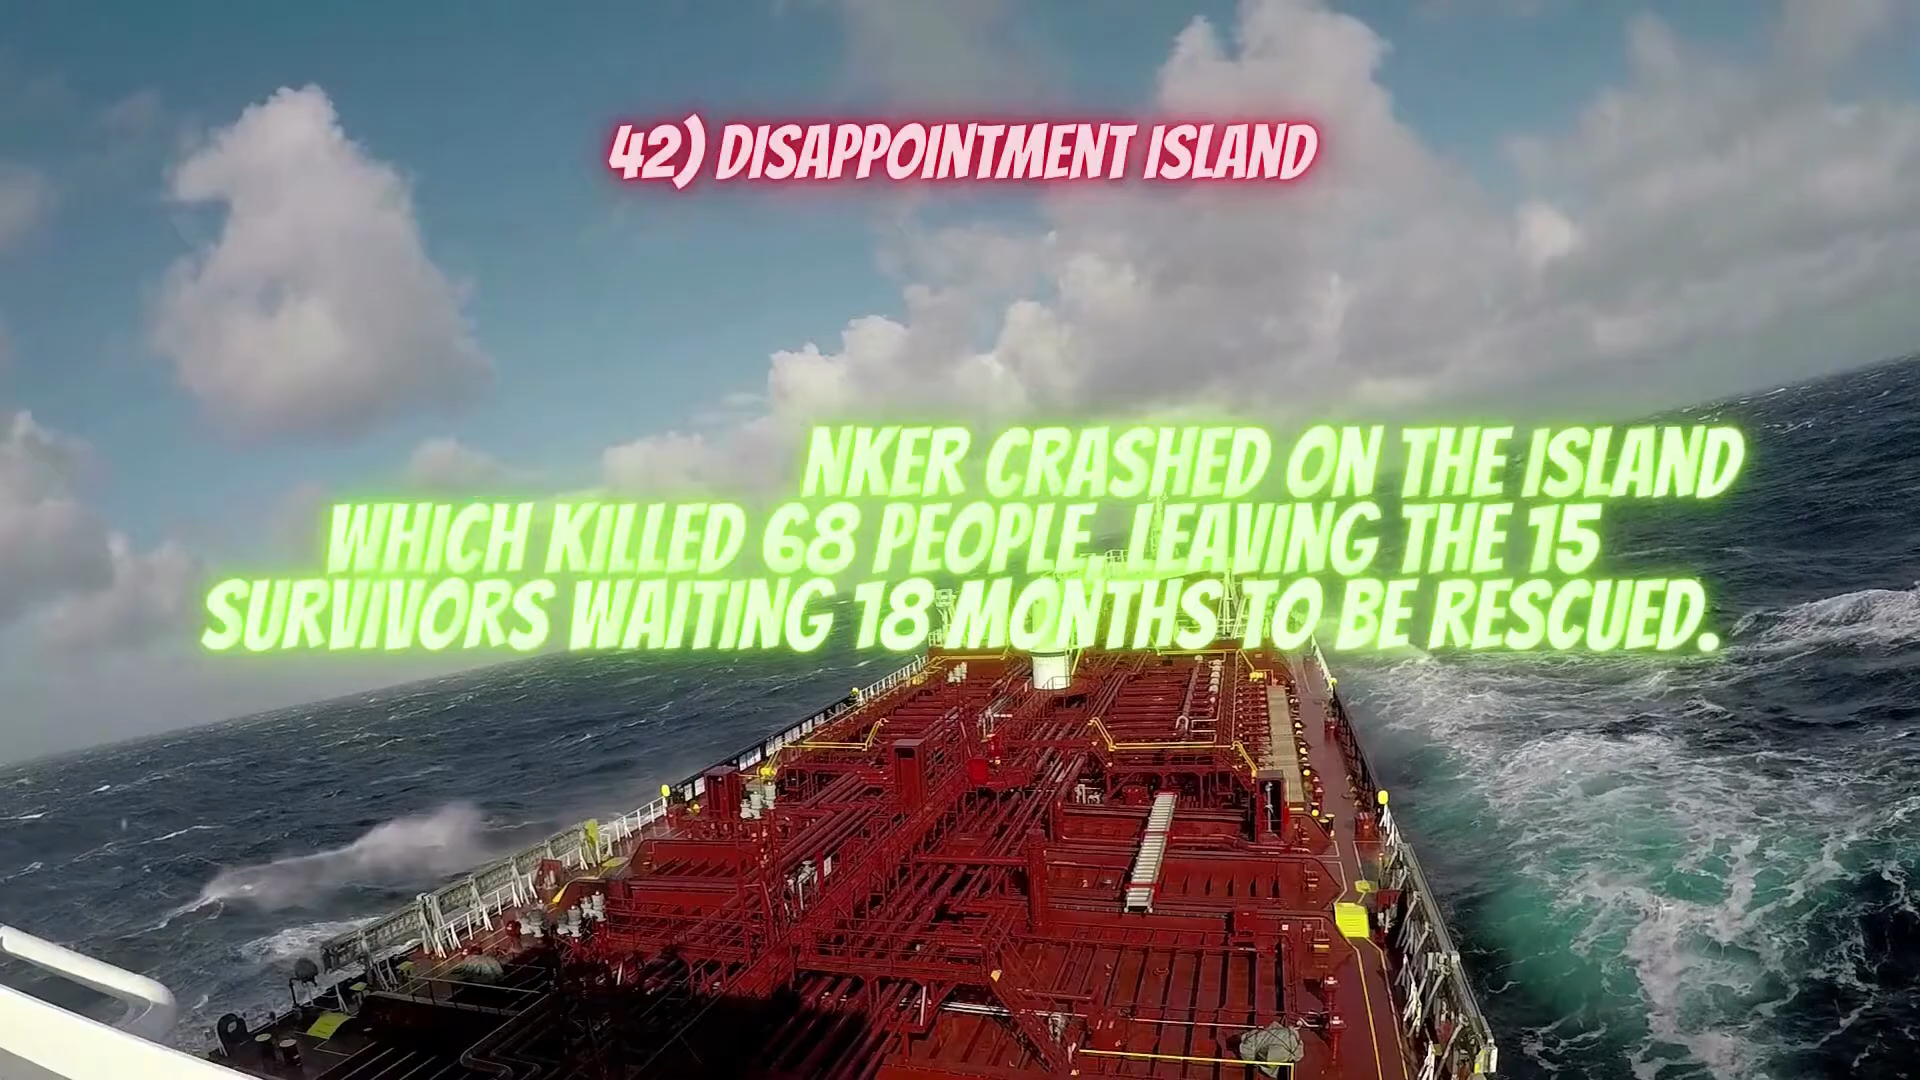 42) DISAPPOINTMENT ISLAND
NKER CRASHED ON THE ISLAND
WHICH KILLED 68 PEOPLE, LEAVING THE 15
SURVIVORS WAITING 18 MONTHS TO BE RESCUED.